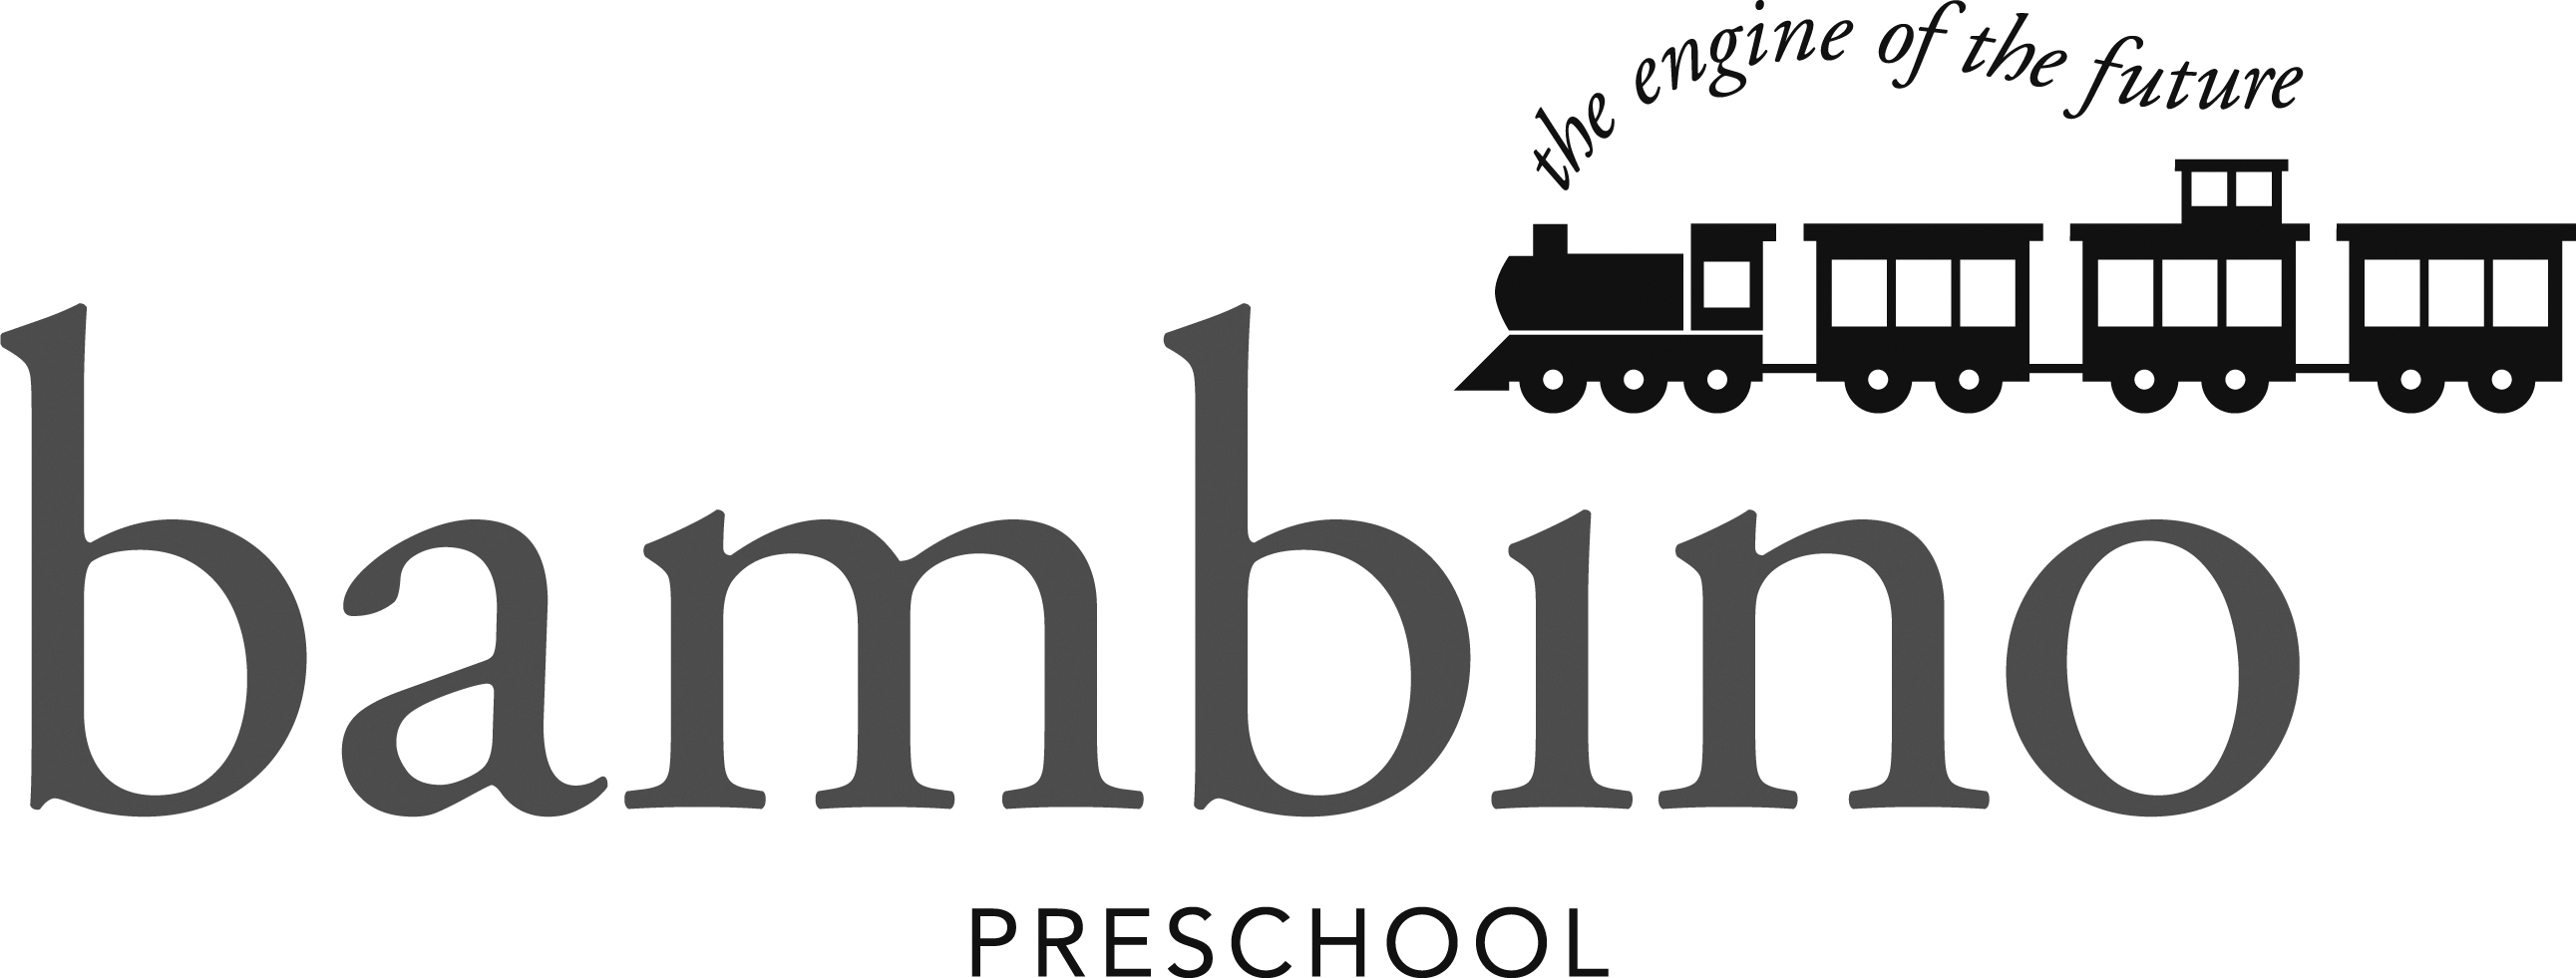 the engine of the future
bambino
PRESCHOOL